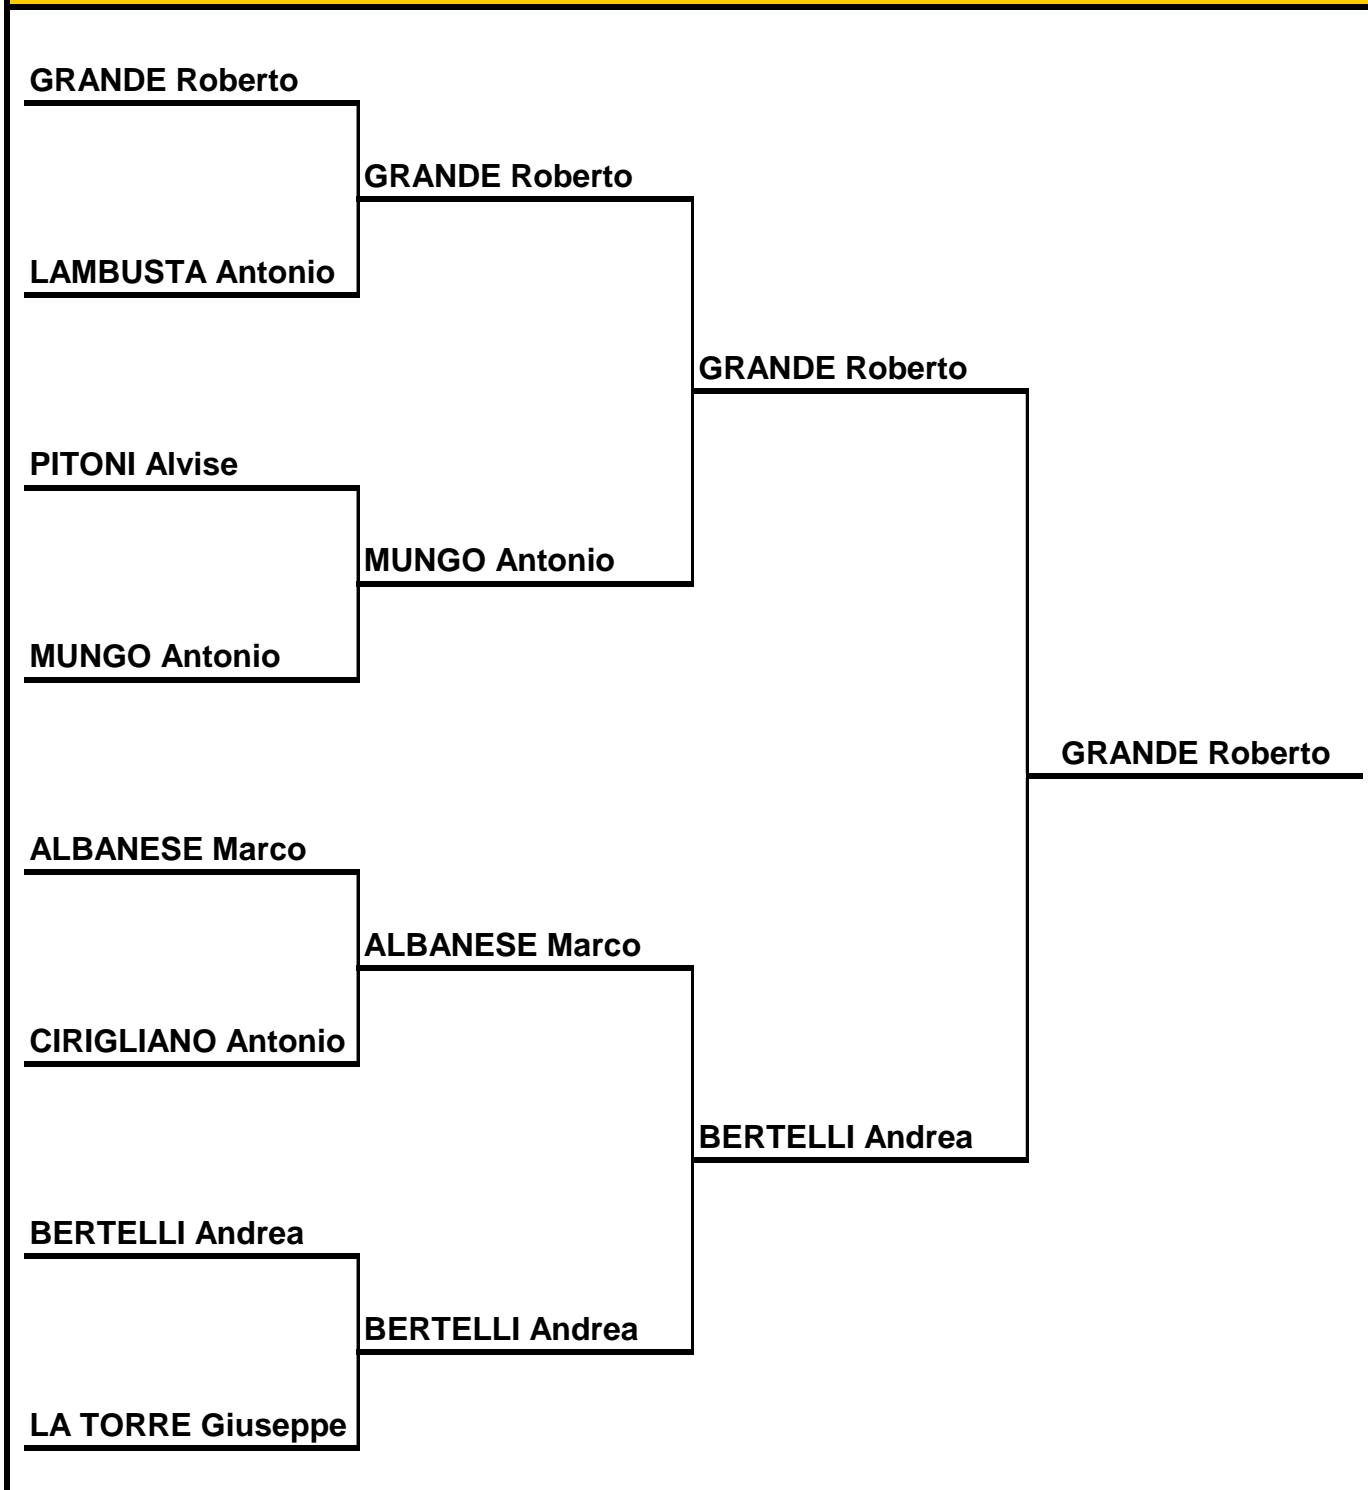 GRANDE Roberto
GRANDE Roberto
LAMBUSTA Antonio
GRANDE Roberto
PITONI Alvise
MUNGO Antonio
MUNGO Antonio
GRANDE Roberto
ALBANESE Marco
ALBANESE Marco
CIRIGLIANO Antonio
BERTELLI Andrea
BERTELLI Andrea
BERTELLI Andrea
LA TORRE Giuseppe